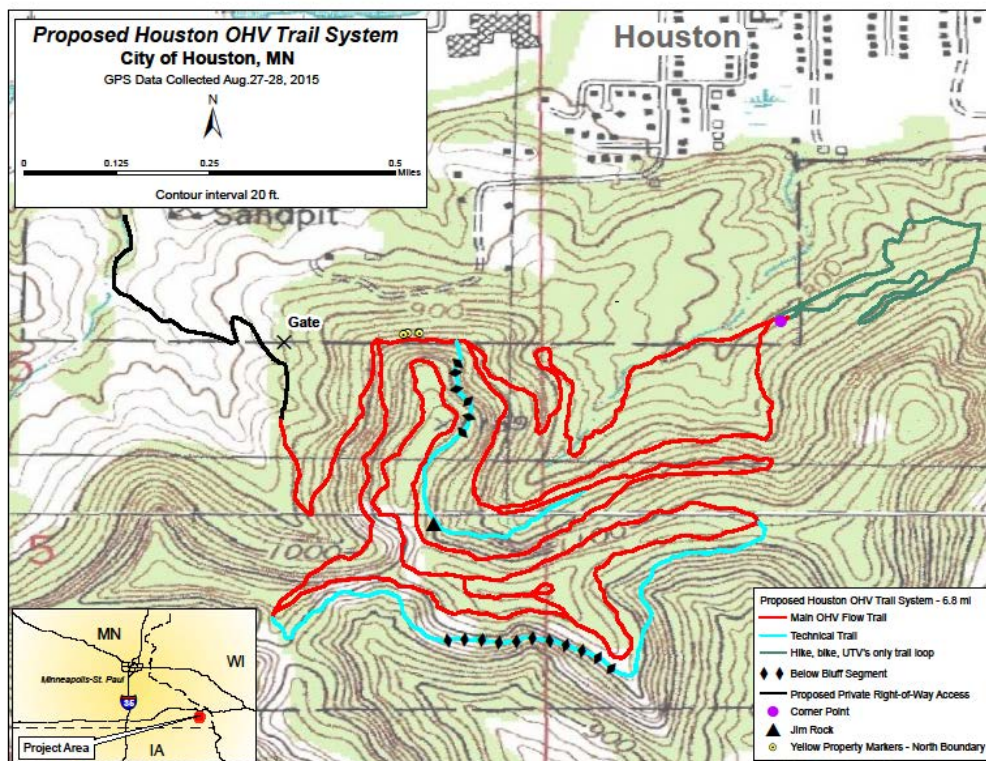 Proposed Houston OHV Trail System
City of Houston, MN
GPS Data Collected Aug.27-28, 2015
N
0 0.125 0.25 0.5
Miles
Contour interval 20 ft.
Houston
Sandpit
Gate
800
900
5
1000
1100
5
900
MN
WI
Minneapolis-St. Paul
35
Project Area
IA
Proposed Houston OHV Trail System - 6.8 mi
Main OHV Flow Trail
Technical Trail
Hike, bike, UTV's only trail loop
Below Bluff Segment
Proposed Private Right-of-Way Access
Corner Point
Jim Rock
Yellow Property Markers - North Boundary